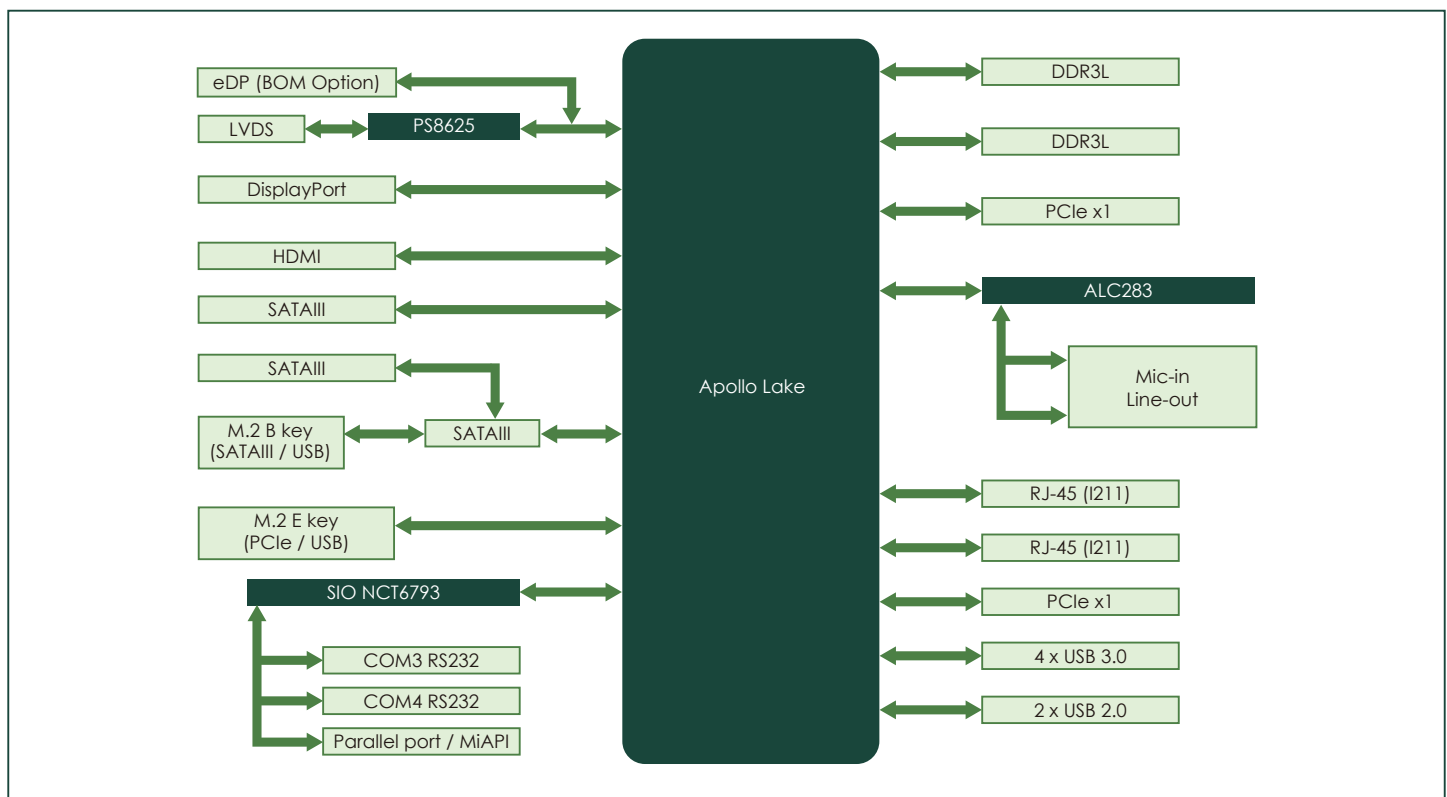 eDP (BOM Option)
LVDS
PS8625
DisplayPort
HDMI
SATAIII
SATAIII
M.2 B key
(SATAIII / USB)
SATAIII
M.2 E key
(PCIe / USB)
SIO NCT6793
COM3 RS232
COM4 RS232
Parallel port / MiAPI
Apollo Lake
DDR3L
DDR3L
PCIe x1
ALC283
Mic-in
Line-out
RJ-45 (I211)
RJ-45 (I211)
PCIe x1
4 x USB 3.0
2 x USB 2.0